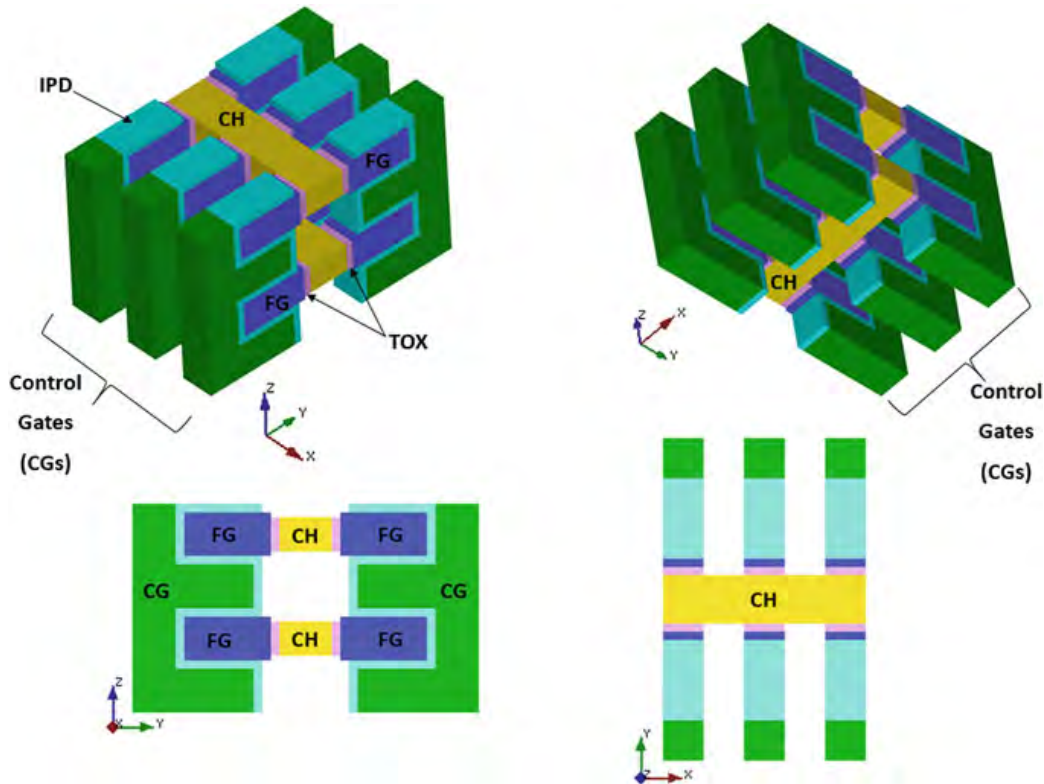 IPD
CH
FG
FG
TOX
Control
Gates
(CGs)
Z
Y
X
CH
Z
X
Y
Control
Gates
(CGs)
FG
CH
FG
CG
CG
FG
CH
FG
Z
X
Y
CH
Y
Z
X